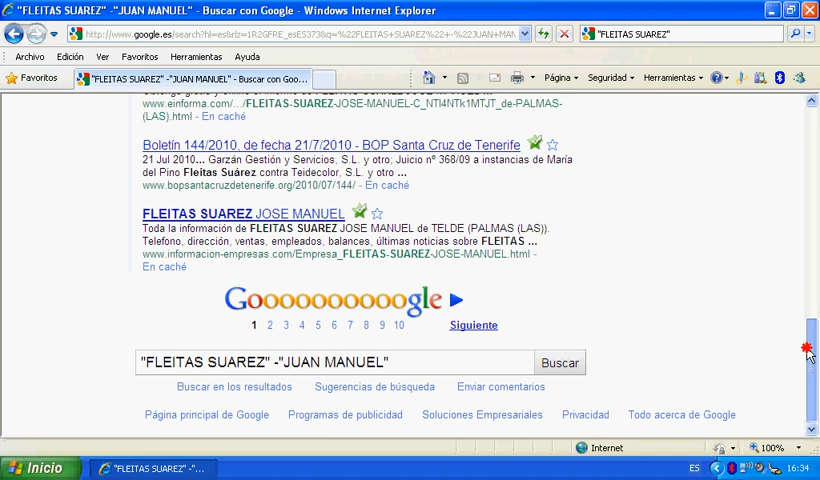 "FLEITAS SUAREZ" -"JUAN MANUEL" - Buscar con Google - Windows Internet Explorer
http://www.google.es/search?hl=es&rlz=1R2GFRE_esES373&q=%22FLEITAS+SUAREZ%22+-%22JUAN+MAN
"FLEITAS SUAREZ"
Archivo Edición Ver Favoritos Herramientas Ayuda
Favoritos
"FLEITAS SUAREZ" -"JUAN MANUEL" - Buscar con Goo...
Página Seguridad Herramientas
www.einforma.com/.../FLEITAS-SUAREZ-JOSE-MANUEL-C_NTI4NTk1MTJT_de-PALMAS-
(LAS).html - En caché
Boletín 144/2010, de fecha 21/7/2010 - BOP Santa Cruz de Tenerife
21 Jul 2010... Garzán Gestión y Servicios, S.L. y otro; Juicio nº 368/09 a instancias de María
del Pino Fleitas Suárez contra Teidecolor, S.L. y otro ...
www.bopsantacruzdetenerife.org/2010/07/144/ - En caché
FLEITAS SUAREZ JOSE MANUEL
Toda la información de FLEITAS SUAREZ JOSE MANUEL de TELDE (PALMAS (LAS)).
Telefono, dirección, ventas, empleados, balances, últimas noticias sobre FLEITAS ...
www.informacion-empresas.com/Empresa_FLEITAS-SUAREZ-JOSE-MANUEL.html -
En caché
Goooooooooogle
1 2 3 4 5 6 7 8 9 10 Siguiente
"FLEITAS SUAREZ" -"JUAN MANUEL" Buscar
Buscar en los resultados Sugerencias de búsqueda Enviar comentarios
Página principal de Google Programas de publicidad Soluciones Empresariales Privacidad Todo acerca de Google
Internet 100%
Inicio "FLEITAS SUAREZ" -"... ES 16:34